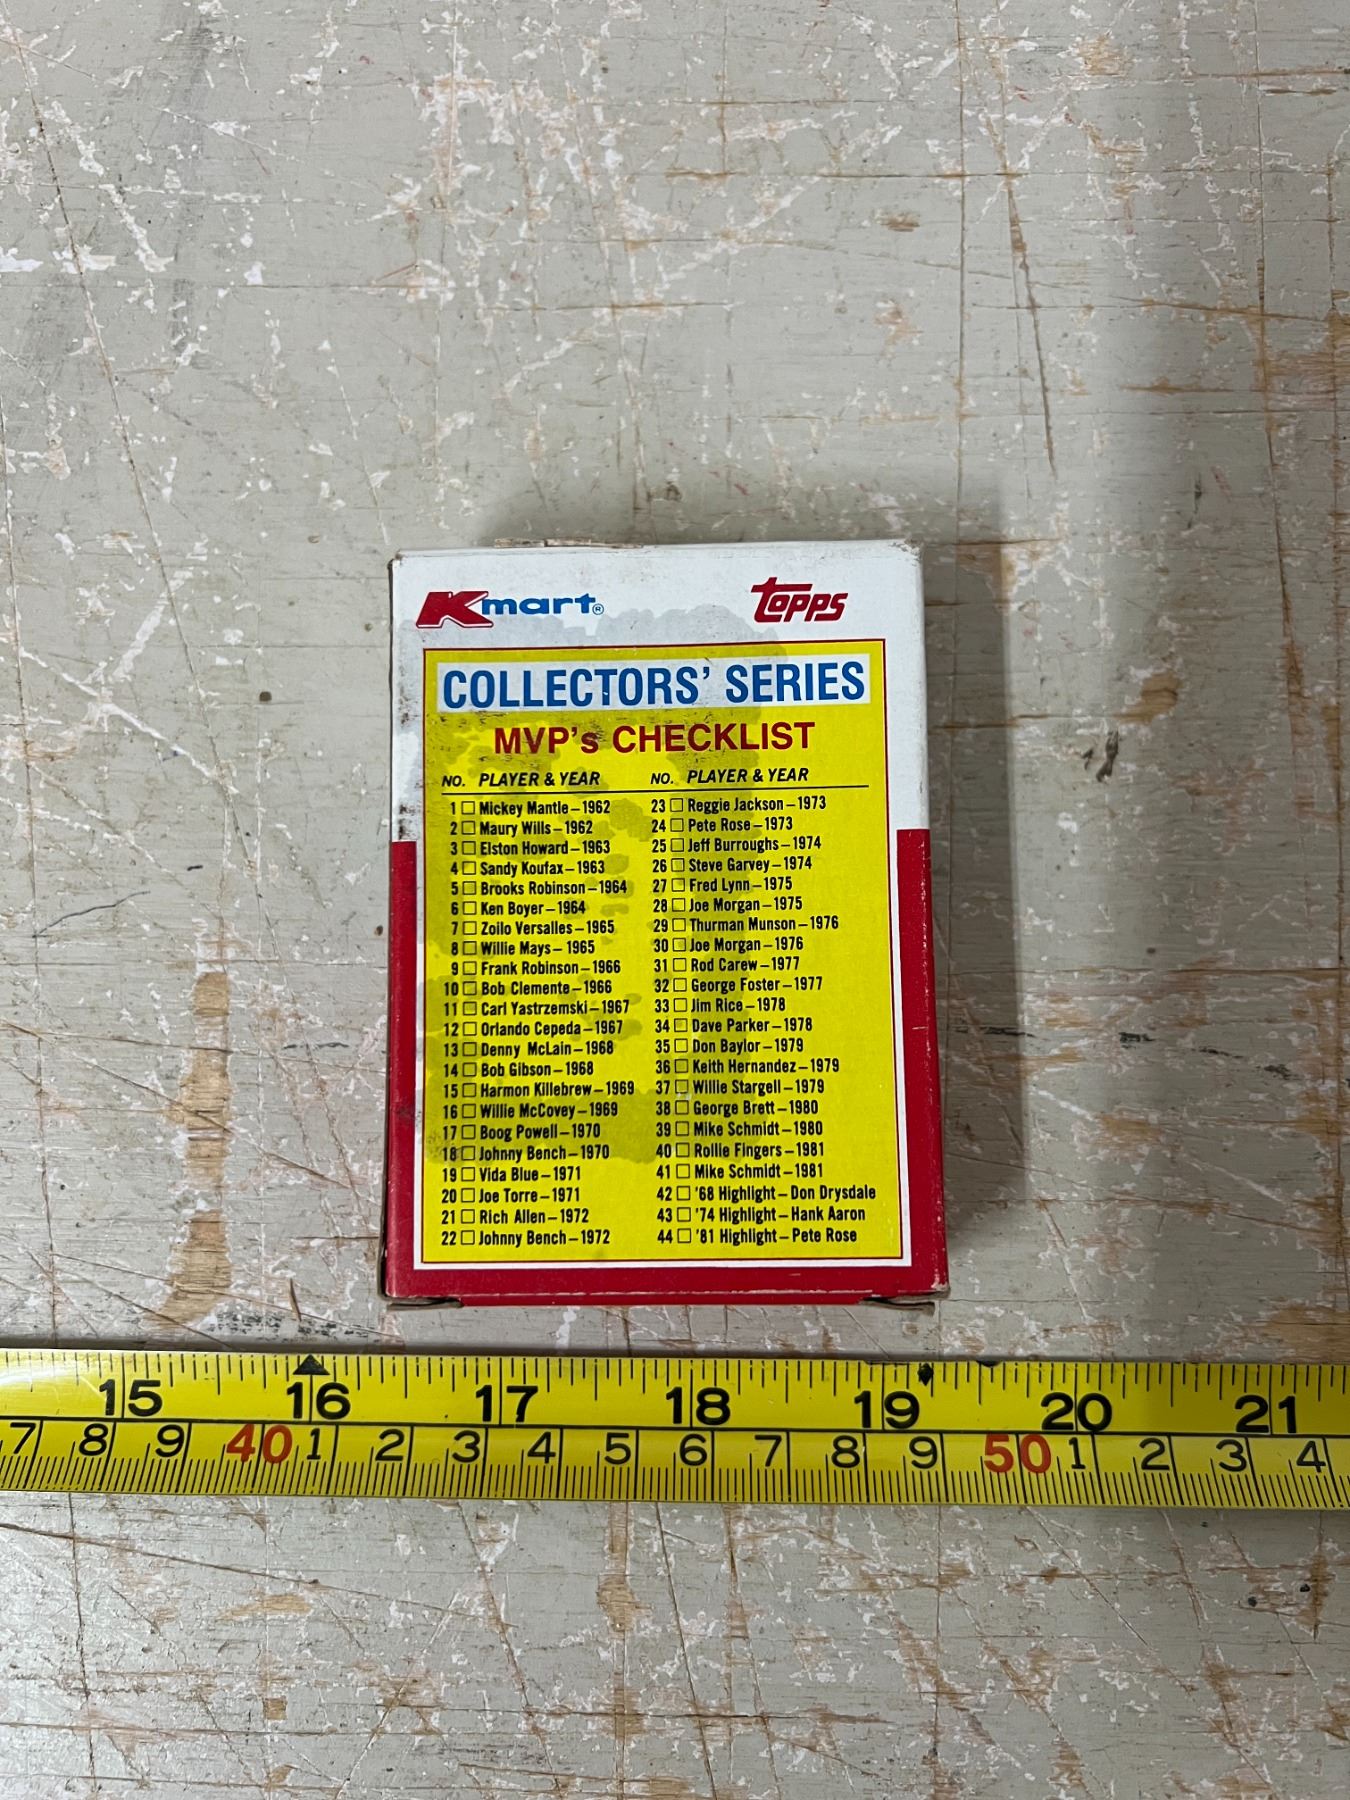 Kmart® TOPPS
COLLECTORS' SERIES
MVP's CHECKLIST
NO. PLAYER & YEAR
1 Mickey Mantle – 1962
2 Maury Wills – 1962
3 Elston Howard – 1963
4 Sandy Koufax – 1963
5 Brooks Robinson – 1964
6 Ken Boyer – 1964
7 Zoilo Versalles – 1965
8 Willie Mays – 1965
9 Frank Robinson – 1966
10 Bob Clemente – 1966
11 Carl Yastrzemski – 1967
12 Orlando Cepeda – 1967
13 Denny McLain – 1968
14 Bob Gibson – 1968
15 Harmon Killebrew – 1969
16 Willie McCovey – 1969
17 Boog Powell – 1970
18 Johnny Bench – 1970
19 Vida Blue – 1971
20 Joe Torre – 1971
21 Rich Allen – 1972
22 Johnny Bench – 1972
NO. PLAYER & YEAR
23 Reggie Jackson – 1973
24 Pete Rose – 1973
25 Jeff Burroughs – 1974
26 Steve Garvey – 1974
27 Fred Lynn – 1975
28 Joe Morgan – 1975
29 Thurman Munson – 1976
30 Joe Morgan – 1976
31 Rod Carew – 1977
32 George Foster – 1977
33 Jim Rice – 1978
34 Dave Parker – 1978
35 Don Baylor – 1979
36 Keith Hernandez – 1979
37 Willie Stargell – 1979
38 George Brett – 1980
39 Mike Schmidt – 1980
40 Rollie Fingers – 1981
41 Mike Schmidt – 1981
42 '68 Highlight – Don Drysdale
43 '74 Highlight – Hank Aaron
44 '81 Highlight – Pete Rose
15 16 17 18 19 20 21
7 8 9 40 1 2 3 4 5 6 7 8 9 50 1 2 3 4